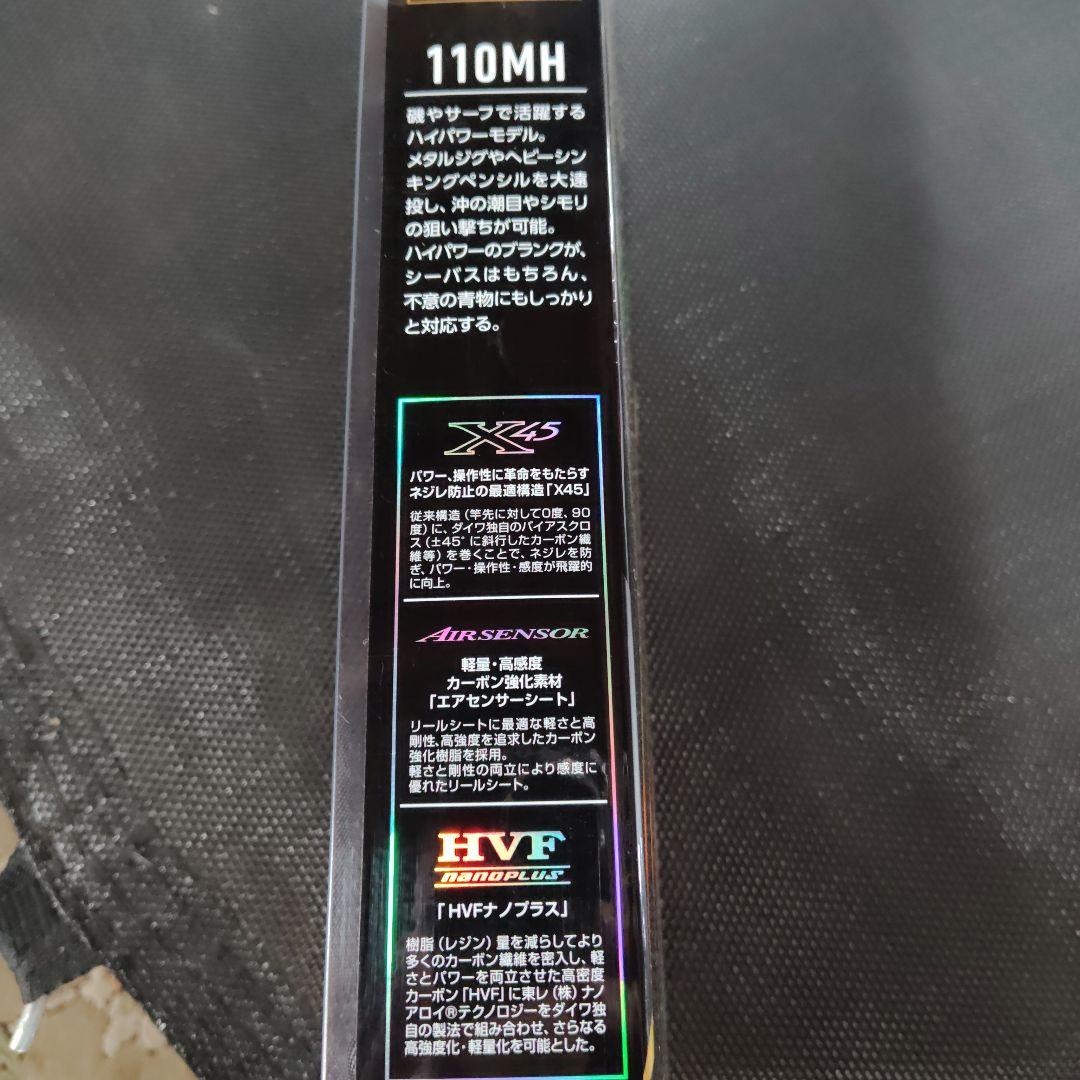 110MH
磯やサーフで活躍する
ハイパワーモデル。
メタルジグやヘビーシン
キングペンシルを大遠
投し、沖の潮目やシモリ
の狙い撃ちが可能。
ハイパワーのブランクが、
シーバスはもちろん、
不意の青物にもしっかり
と対応する。
X45
パワー、操作性に革命をもたらす
ネジレ防止の最適構造「X45」
従来構造(竿先に対して0度、90
度)に、ダイワ独自のバイアスクロ
ス(±45°に斜行したカーボン繊
維等)を巻くことで、ネジレを防
ぎ、パワー・操作性・感度が飛躍的
に向上。
AIRSENSOR
軽量・高感度
カーボン強化素材
「エアセンサーシート」
リールシートに最適な軽さと高
剛性、高強度を追求したカーボン
強化樹脂を採用。
軽さと剛性の両立により感度に
優れたリールシート。
HVF
nanoPLUS
「HVFナノプラス」
樹脂(レジン)量を減らしてより
多くのカーボン繊維を密入し、軽
さとパワーを両立させた高密度
カーボン「HVF」に東レ(株)ナノ
アロイ®テクノロジーをダイワ独
自の製法で組み合わせ、さらなる
高強度化・軽量化を可能とした。